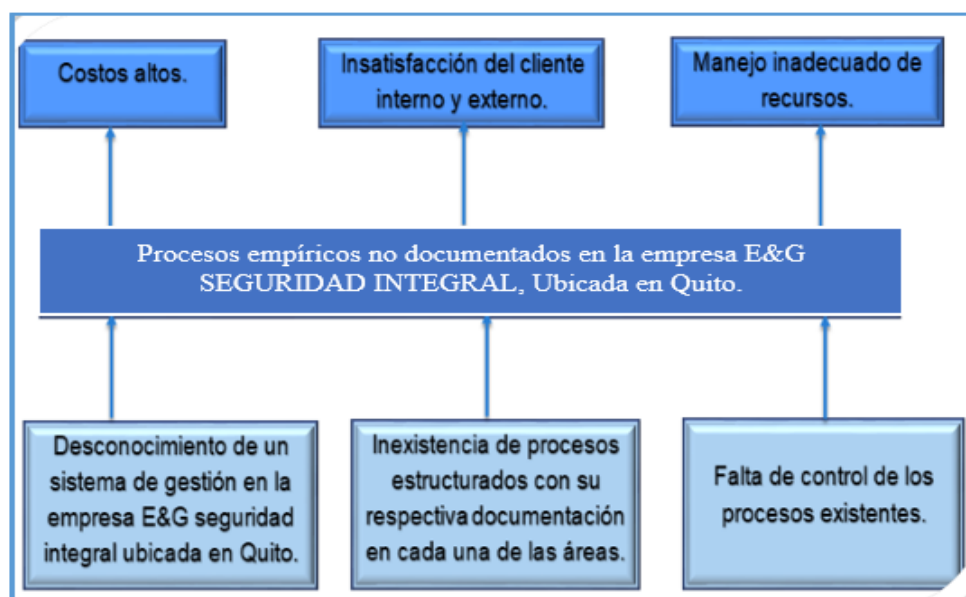 Costos altos.
Insatisfacción del cliente
interno y externo.
Manejo inadecuado de
recursos.
Procesos empíricos no documentados en la empresa E&G
SEGURIDAD INTEGRAL, Ubicada en Quito.
Desconocimiento de un
sistema de gestión en la
empresa E&G seguridad
integral ubicada en Quito.
Inexistencia de procesos
estructurados con su
respectiva documentación
en cada una de las áreas.
Falta de control de los
procesos existentes.